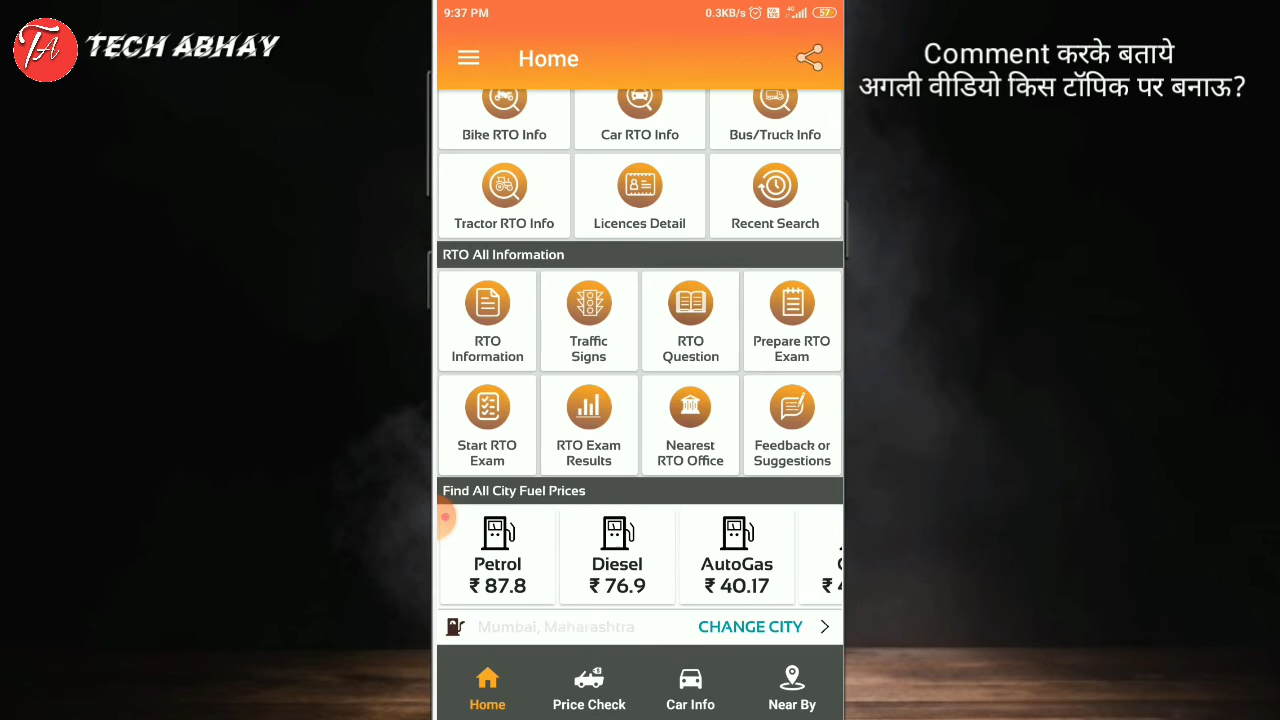 TA TECH ABHAY
9:37 PM 0.3KB/s 4G 57
Home
Comment करके बताये
अगली वीडियो किस टॉपिक पर बनाऊ?
Bike RTO Info Car RTO Info Bus/Truck Info
Tractor RTO Info Licences Detail Recent Search
RTO All Information
RTO Traffic RTO Prepare RTO
Information Signs Question Exam
Start RTO RTO Exam Nearest Feedback or
Exam Results RTO Office Suggestions
Find All City Fuel Prices
Petrol Diesel AutoGas
₹ 87.8 ₹ 76.9 ₹ 40.17 ₹
Mumbai, Maharashtra CHANGE CITY
Home Price Check Car Info Near By